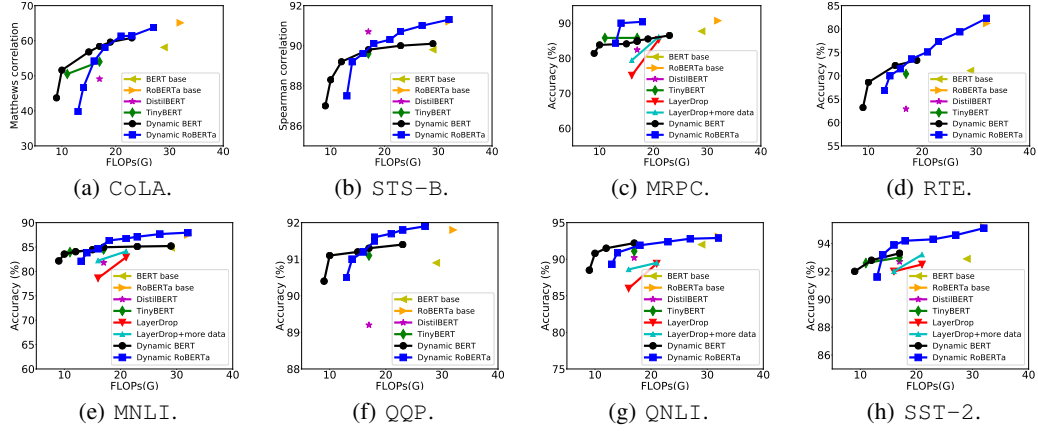 Mathews correlation
70
60
50
40
30
10 20 30 40
FLOPs(G)
BERT base
RoBERTa base
DistilBERT
TinyBERT
Dynamic BERT
Dynamic RoBERTa
(a) CoLA.
Spearman correlation
92
90
88
86
10 20 30 40
FLOPs(G)
BERT base
RoBERTa base
DistilBERT
TinyBERT
Dynamic BERT
Dynamic RoBERTa
(b) STS-B.
Accuracy (%)
90
80
70
60
10 20 30 40
FLOPs(G)
BERT base
RoBERTa base
DistilBERT
TinyBERT
LayerDrop
LayerDrop+more data
Dynamic BERT
Dynamic RoBERTa
(c) MRPC.
Accuracy (%)
85
80
75
70
65
60
55
10 20 30 40
FLOPs(G)
BERT base
RoBERTa base
DistilBERT
TinyBERT
Dynamic BERT
Dynamic RoBERTa
(d) RTE.
Accuracy (%)
90
85
80
75
70
65
60
10 20 30 40
FLOPs(G)
BERT base
RoBERTa base
DistilBERT
TinyBERT
LayerDrop
LayerDrop+more data
Dynamic BERT
Dynamic RoBERTa
(e) MNLI.
Accuracy (%)
92
91
90
89
88
10 20 30 40
FLOPs(G)
BERT base
RoBERTa base
DistilBERT
TinyBERT
Dynamic BERT
Dynamic RoBERTa
(f) QQP.
Accuracy (%)
95
90
85
80
75
10 20 30 40
FLOPs(G)
BERT base
RoBERTa base
DistilBERT
TinyBERT
LayerDrop
LayerDrop+more data
Dynamic BERT
Dynamic RoBERTa
(g) QNLI.
Accuracy (%)
94
92
90
88
86
10 20 30 40
FLOPs(G)
BERT base
RoBERTa base
DistilBERT
TinyBERT
LayerDrop
LayerDrop+more data
Dynamic BERT
Dynamic RoBERTa
(h) SST-2.